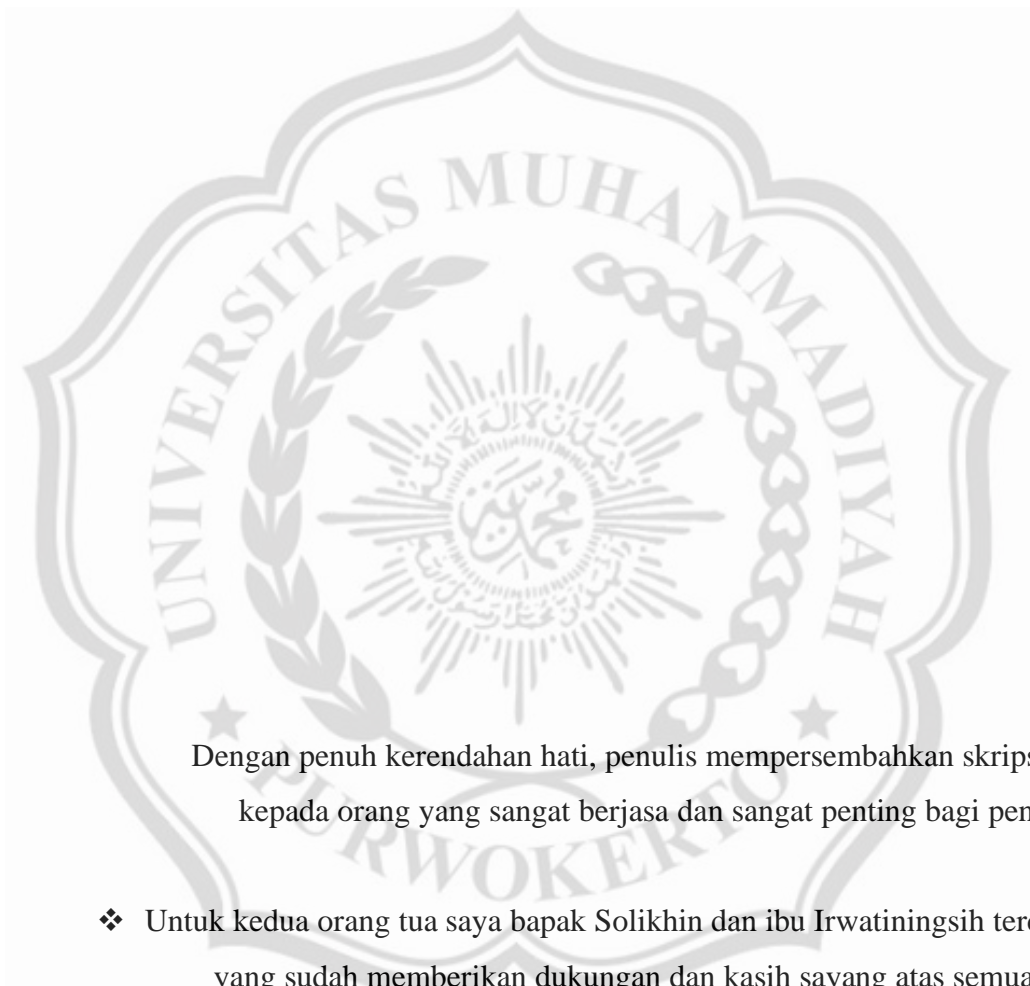 UNIVERSITAS MUHAMMADIYAH
PURWOKERTO
Dengan penuh kerendahan hati, penulis mempersembahkan skrips
kepada orang yang sangat berjasa dan sangat penting bagi pen
❖ Untuk kedua orang tua saya bapak Solikhin dan ibu Irwatiningsih ter
yang sudah memberikan dukungan dan kasih sayang atas semua